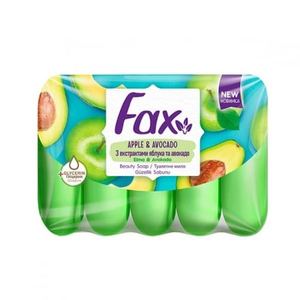 NEW
НОВИНКА
Fax
APPLE & AVOCADO
З екстрактами яблука та авокадо
Elma & Avokado
Beauty Soap / Туалетне мило
Güzellik Sabunu
+GLYCERIN